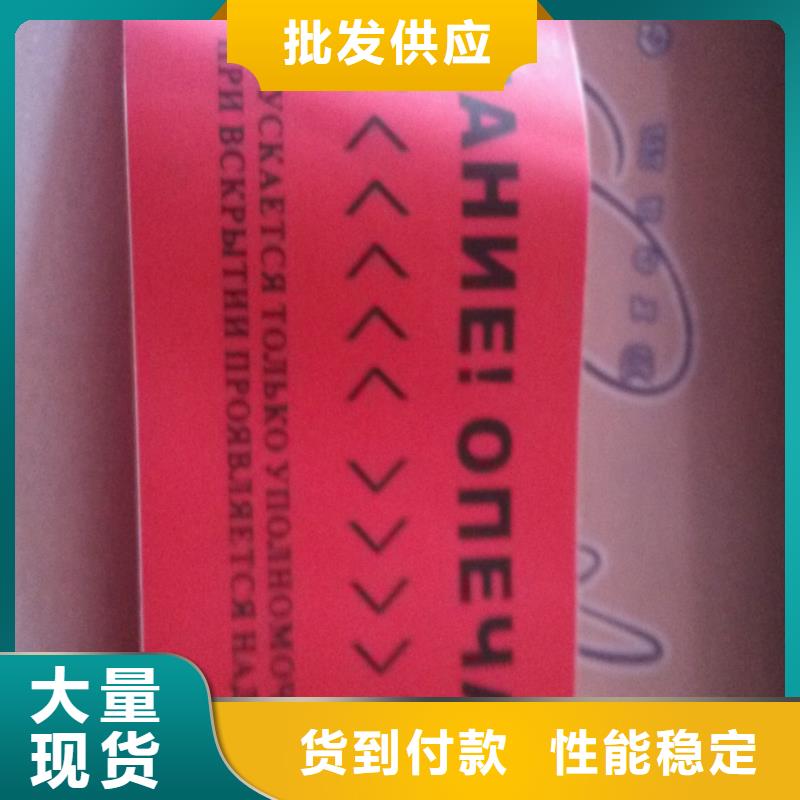 批发供应
АНИЕ! ОПЕЧА
<<<<< >>>>
УСКАЕТСЯ ТОЛЬКО УПОЛНОМОЧ
ПРИ ВСКРЫТИИ ПРОЯВЛЯЕТСЯ НАД
大量
现货
货到付款 性能稳定